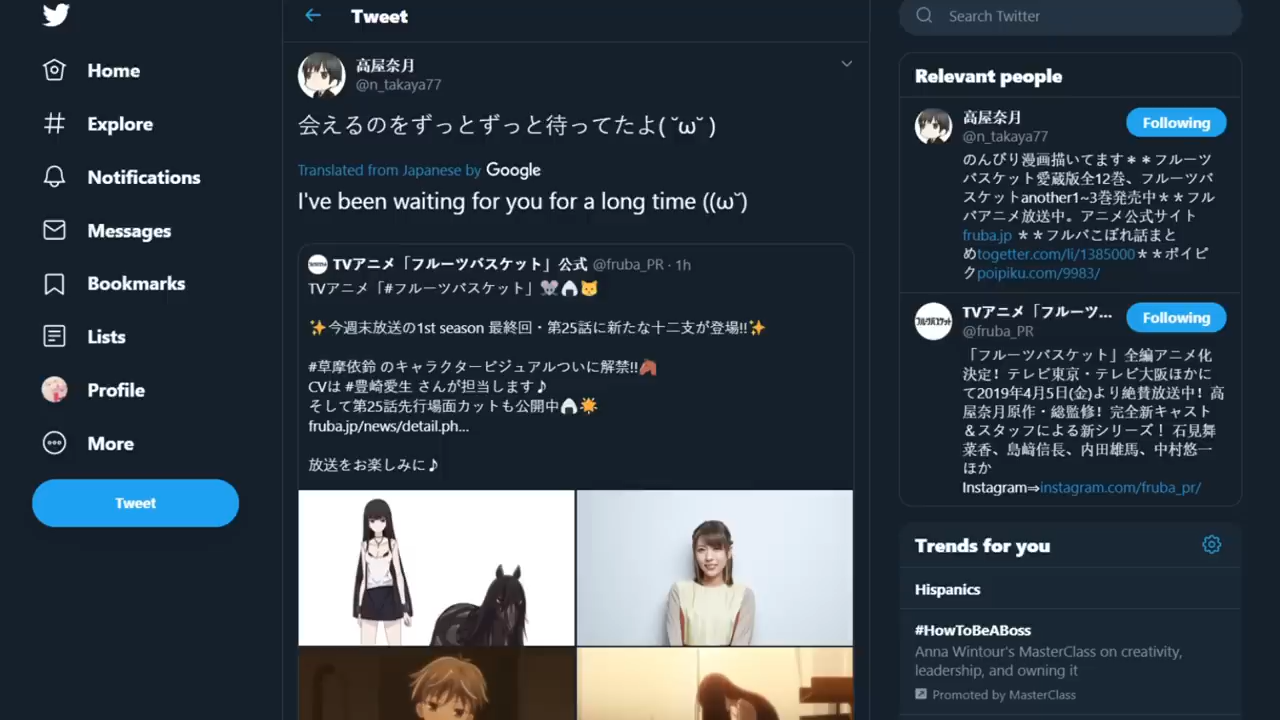 Home
Explore
Notifications
Messages
Bookmarks
Lists
Profile
More
Tweet
Tweet
高屋奈月
@n_takaya77
会えるのをずっとずっと待ってたよ( ˘ω˘ )
Translated from Japanese by Google
I've been waiting for you for a long time ((ω˘)
TVアニメ「フルーツバスケット」公式 @fruba_PR · 1h
TVアニメ「#フルーツバスケット」🐭🍙🐱
✨今週末放送の1st season 最終回・第25話に新たな十二支が登場!!✨
#草摩依鈴 のキャラクタービジュアルついに解禁!!🐴
CVは #豊崎愛生 さんが担当します♪
そして第25話先行場面カットも公開中🍙☀
fruba.jp/news/detail.ph...
放送をお楽しみに♪
Search Twitter
Relevant people
高屋奈月
@n_takaya77
Following
のんびり漫画描いてます＊＊フルーツ
バスケット愛蔵版全12巻、フルーツバ
スケットanother1~3巻発売中＊＊フル
バアニメ放送中。アニメ公式サイト
fruba.jp ＊＊フルバこぼれ話まと
めtogetter.com/li/1385000＊＊ポイピ
クpoipiku.com/9983/
フルーツバスケット
TVアニメ「フルーツ...
@fruba_PR
Following
「フルーツバスケット」全編アニメ化
決定！テレビ東京・テレビ大阪ほかに
て2019年4月5日(金)より絶賛放送中！高
屋奈月原作・総監修！完全新キャスト
＆スタッフによる新シリーズ！ 石見舞
菜香、島﨑信長、内田雄馬、中村悠一
ほか
Instagram⇒instagram.com/fruba_pr/
Trends for you
Hispanics
#HowToBeABoss
Anna Wintour's MasterClass on creativity,
leadership, and owning it
Promoted by MasterClass